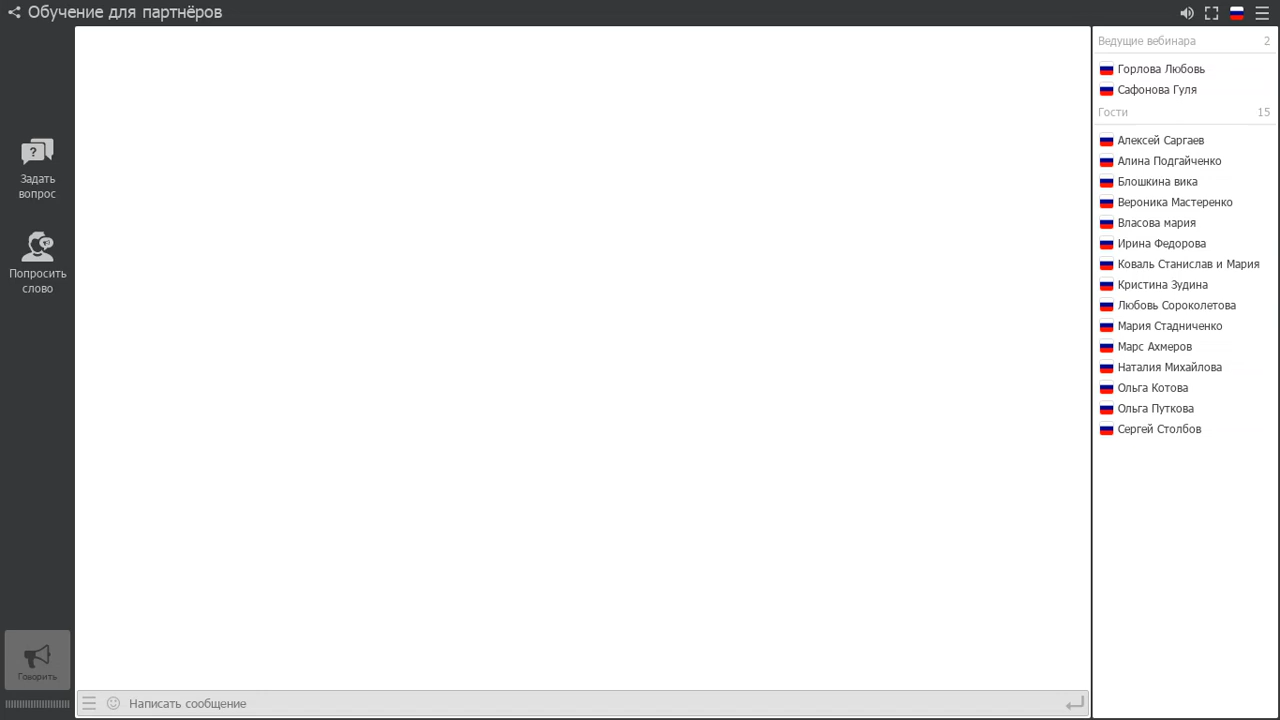 Обучение для партнёров
Задать
вопрос
Попросить
слово
Говорить
Написать сообщение
Ведущие вебинара 2
Горлова Любовь
Сафонова Гуля
Гости 15
Алексей Саргаев
Алина Подгайченко
Блошкина вика
Вероника Мастеренко
Власова мария
Ирина Федорова
Коваль Станислав и Мария
Кристина Зудина
Любовь Сороколетова
Мария Стадниченко
Марс Ахмеров
Наталия Михайлова
Ольга Котова
Ольга Путкова
Сергей Столбов